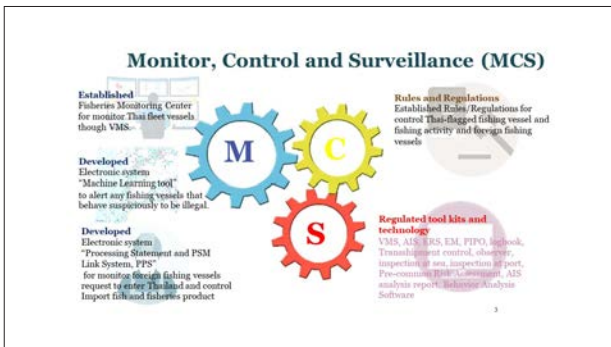 Monitor, Control and Surveillance (MCS)
Established
Fisheries Monitoring Center
for monitor Thai fleet vessels
though VMS.
Developed
Electronic system
"Machine Learning tool"
to alert any fishing vessels that
behave suspiciously to be illegal.
Developed
Electronic system
"Processing Statement and PSM
Link System, PPS"
for monitor foreign fishing vessels
request to enter Thailand and control
Import fish and fisheries product
M
C
S
Rules and Regulations
Established Rules/Regulations for
control Thai-flagged fishing vessel and
fishing activity and foreign fishing
vessels
Regulated tool kits and
technology
VMS, AIS, ERS, EM, PIPO, logbook,
Transshipment control, observer,
inspection at sea, inspection at port,
Pre-common Risk Assessment, AIS
analysis report. Behavior Analysis
Software
3